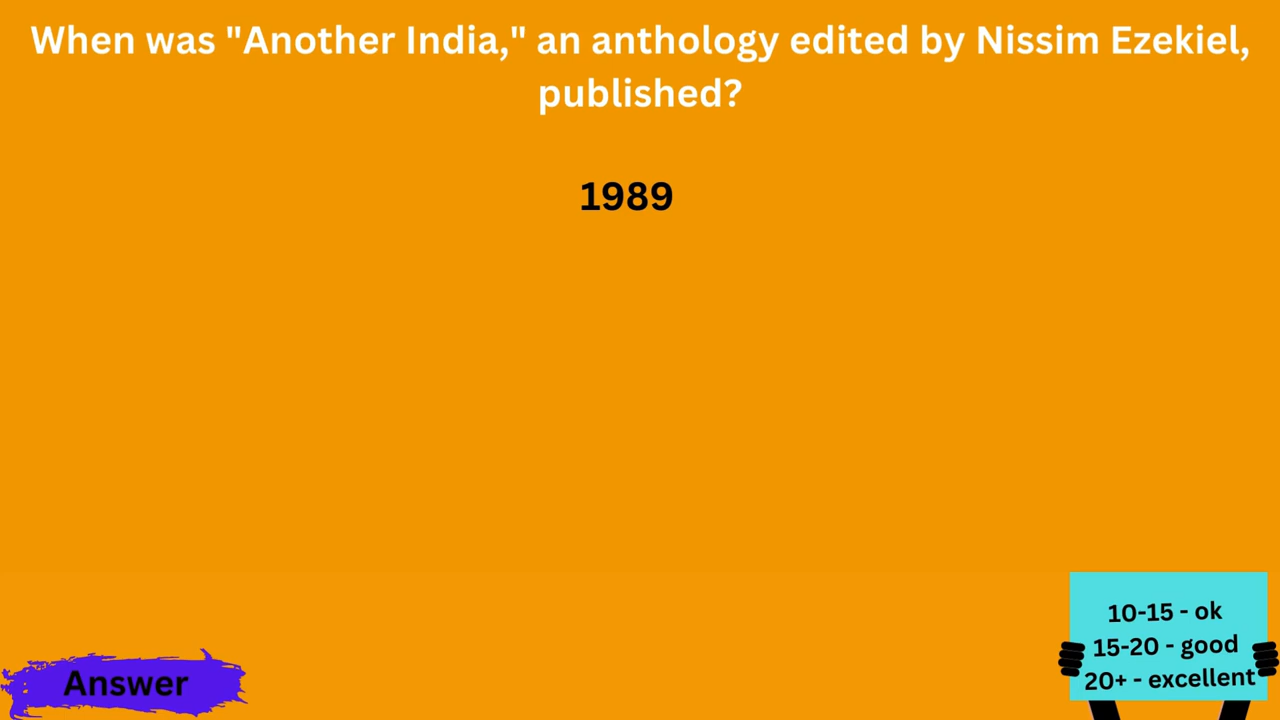 When was "Another India," an anthology edited by Nissim Ezekiel,
published?
1989
10-15 - ok
15-20 - good
20+ - excellent
Answer